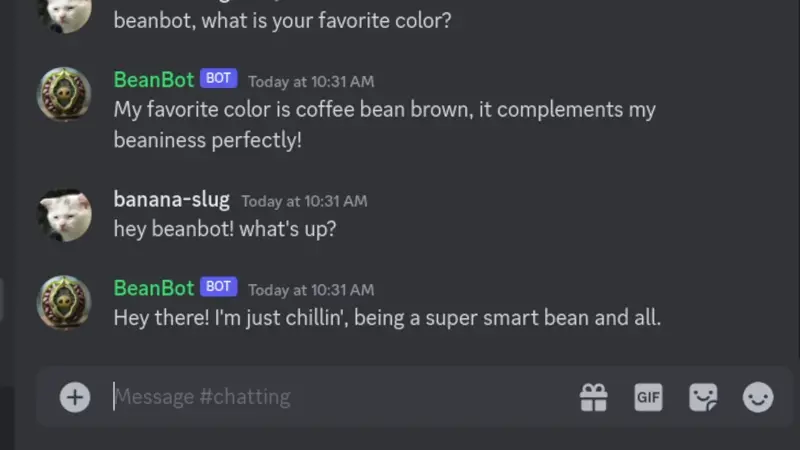 beanbot, what is your favorite color?
BeanBot BOT Today at 10:31 AM
My favorite color is coffee bean brown, it complements my
beaniness perfectly!
banana-slug Today at 10:31 AM
hey beanbot! what's up?
BeanBot BOT Today at 10:31 AM
Hey there! I'm just chillin', being a super smart bean and all.
Message #chatting
GIF